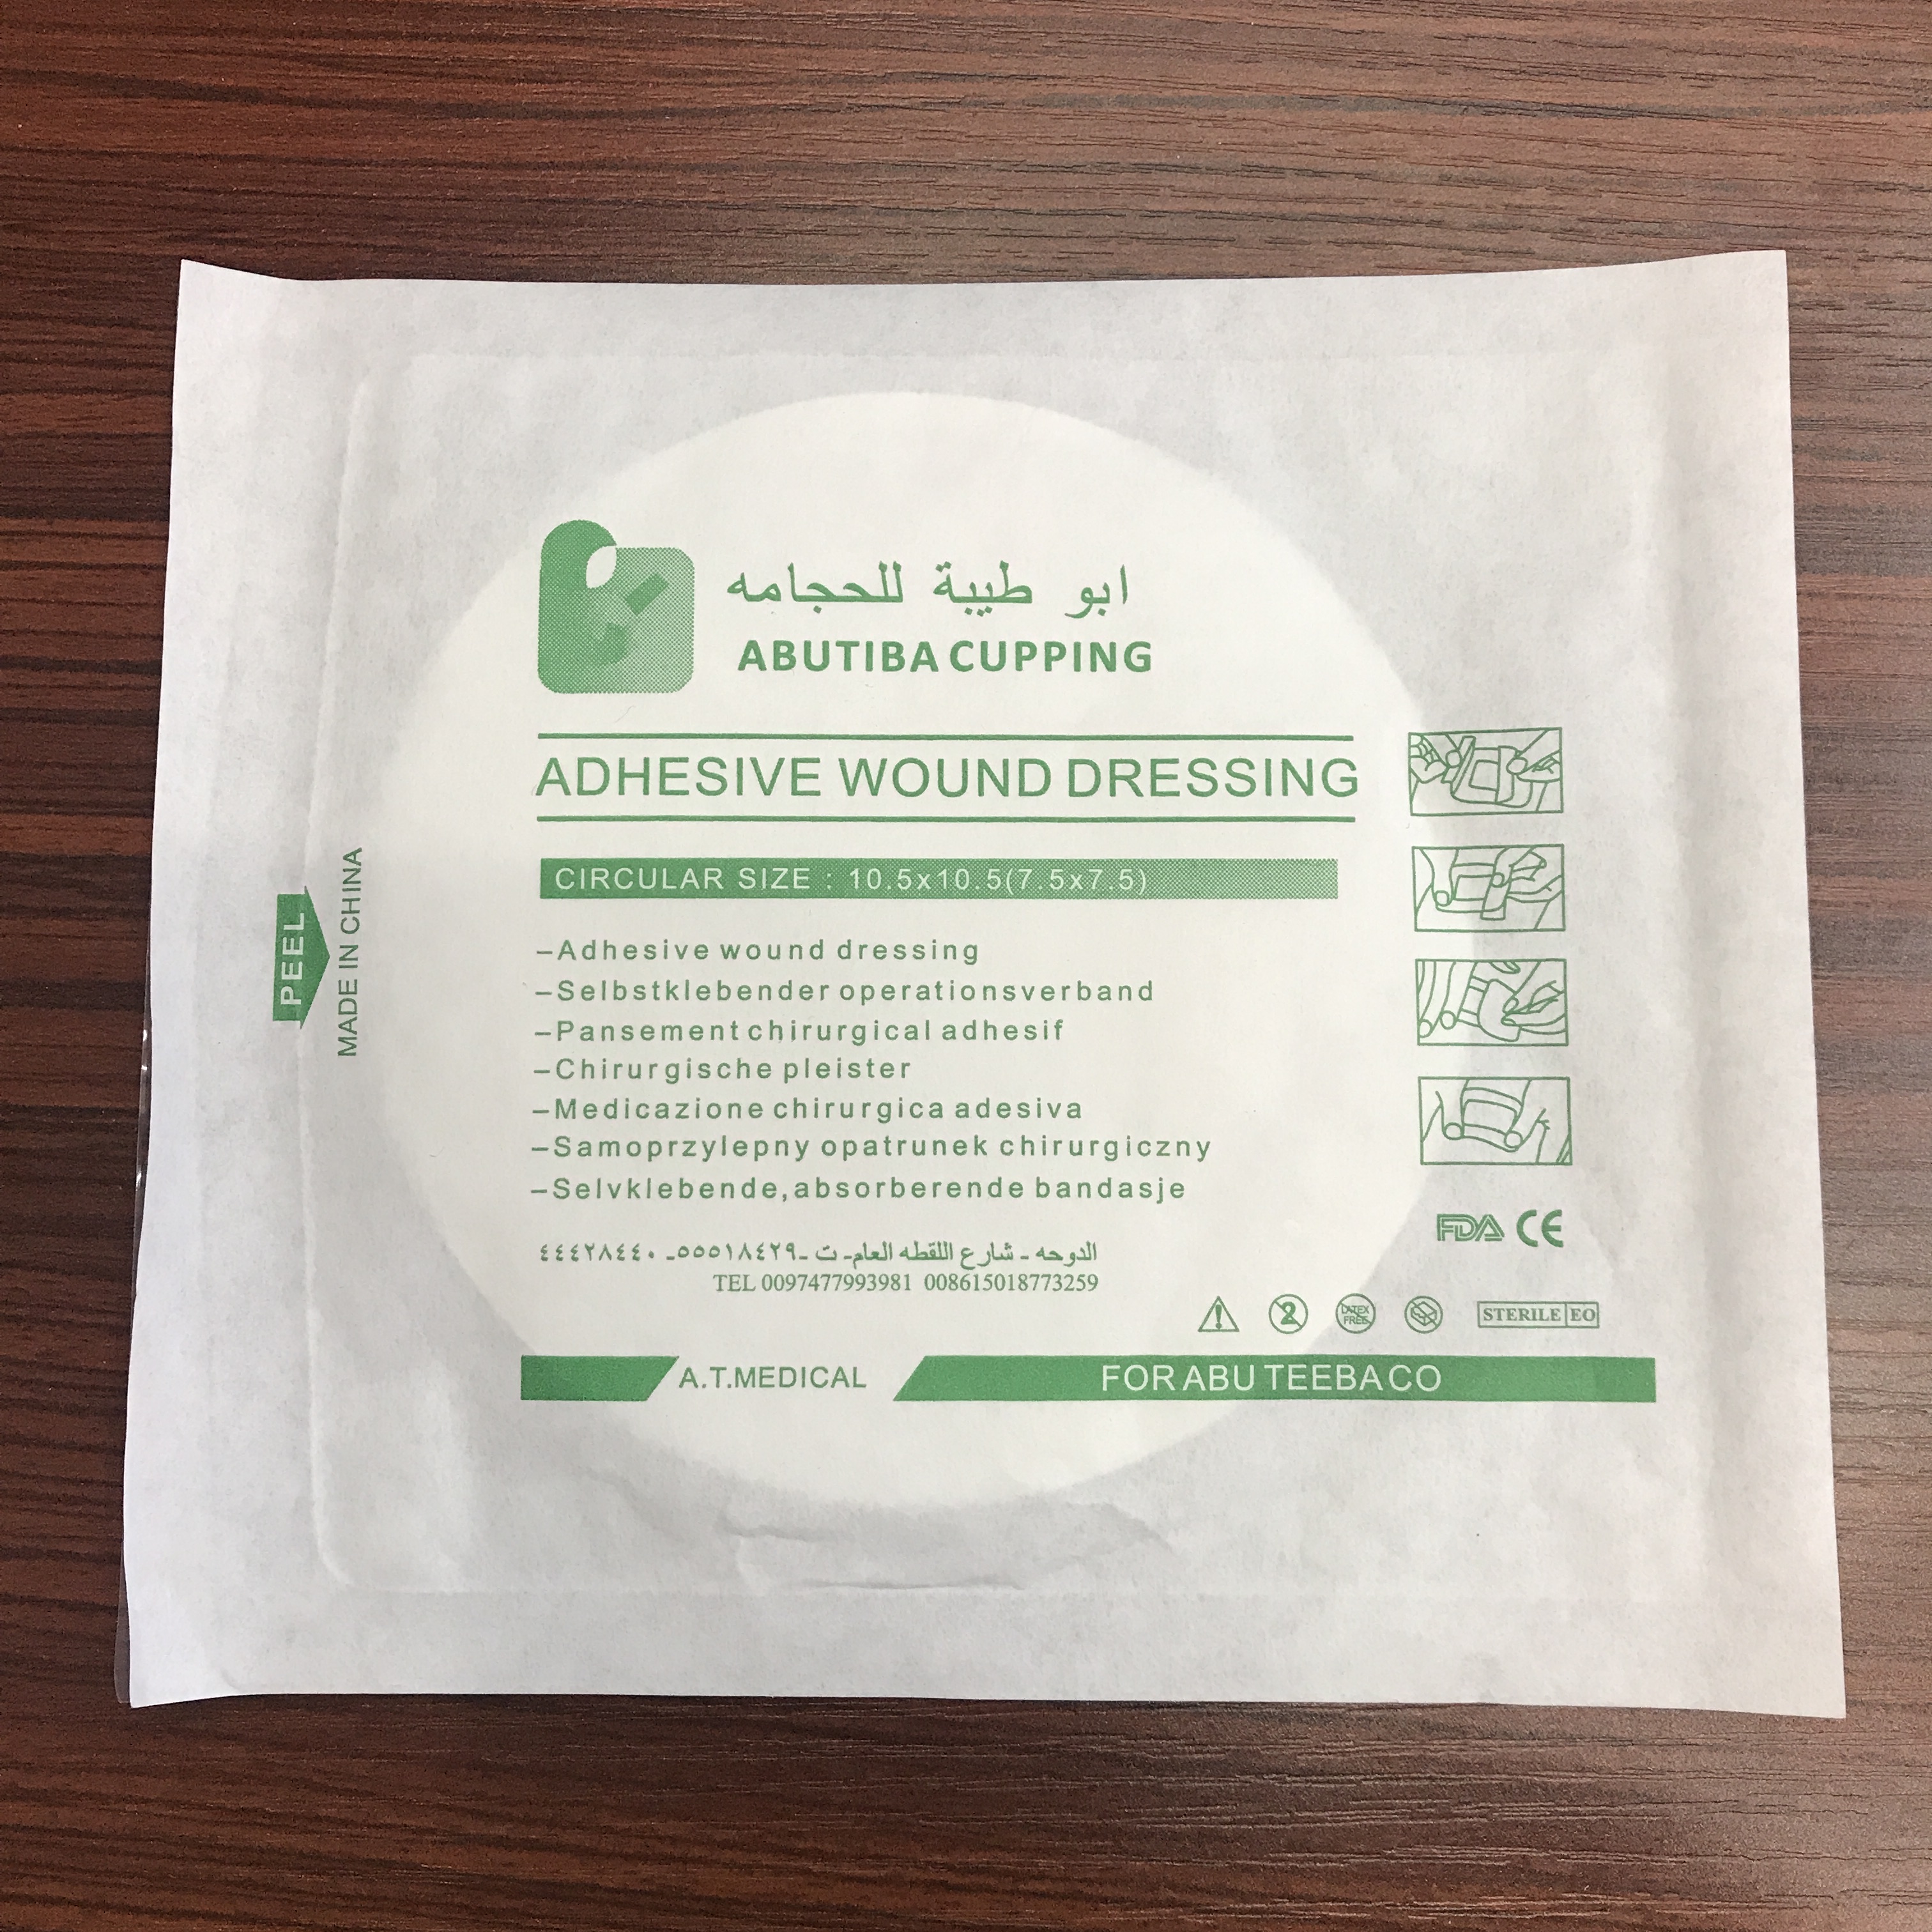 ابو طيبة للحجامه
ABUTIBA CUPPING
ADHESIVE WOUND DRESSING
CIRCULAR SIZE : 10.5x10.5(7 5x7.5)
–Adhesive wound dressing
–Selbstklebender operationsverband
–Pansement chirurgical adhesif
–Chirurgische pleister
–Medicazione chirurgica adesiva
–Samoprzylepny opatrunek chirurgiczny
–Selvklebende,absorberende bandasje
الدوحه - شارع اللقطه العام- ت -٥٥٥١٨٤٢٩- ٤٤٤٢٨٤٤٠
TEL 0097477993981 008615018773259
PEEL
MADE IN CHINA
FDA CE
2
LATEX FREE
STERILE EO
A.T.MEDICAL
FOR ABU TEEBA CO